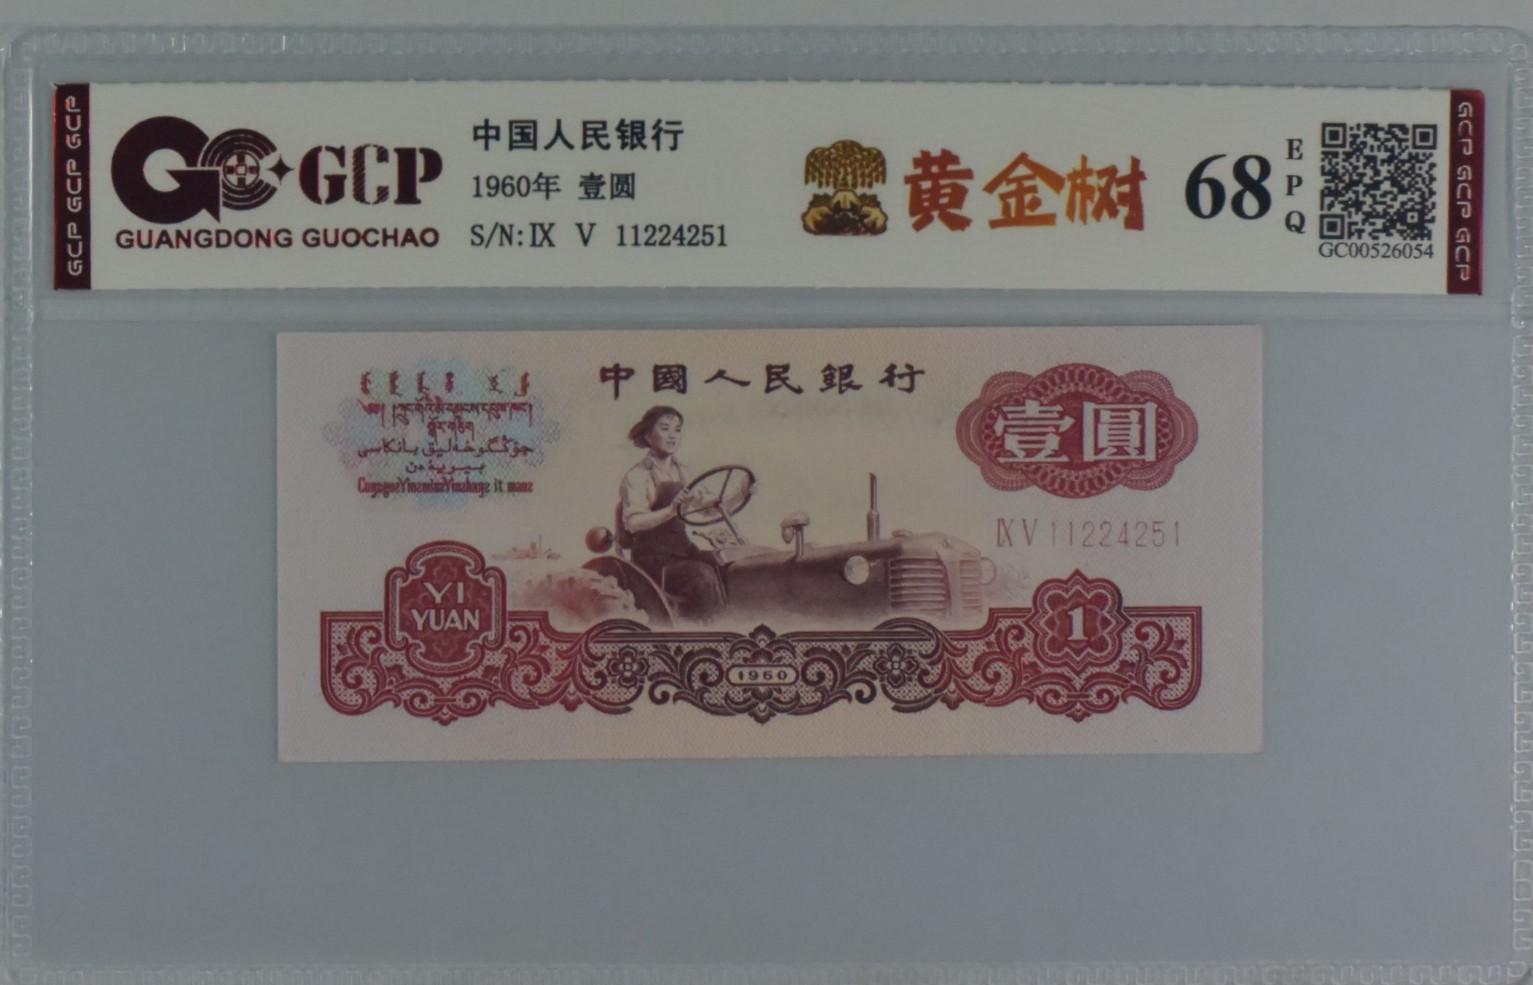 GCP GCP GCP
GCP
GUANGDONG GUOCHAO
中国人民银行
1960年 壹圆
S/N: Ⅸ Ⅴ 11224251
黄金树
68
EPQ
GC00526054
GCP GCP GCP
中國人民銀行
壹圓
Ⅸ Ⅴ 11224251
YI
YUAN
1960
1